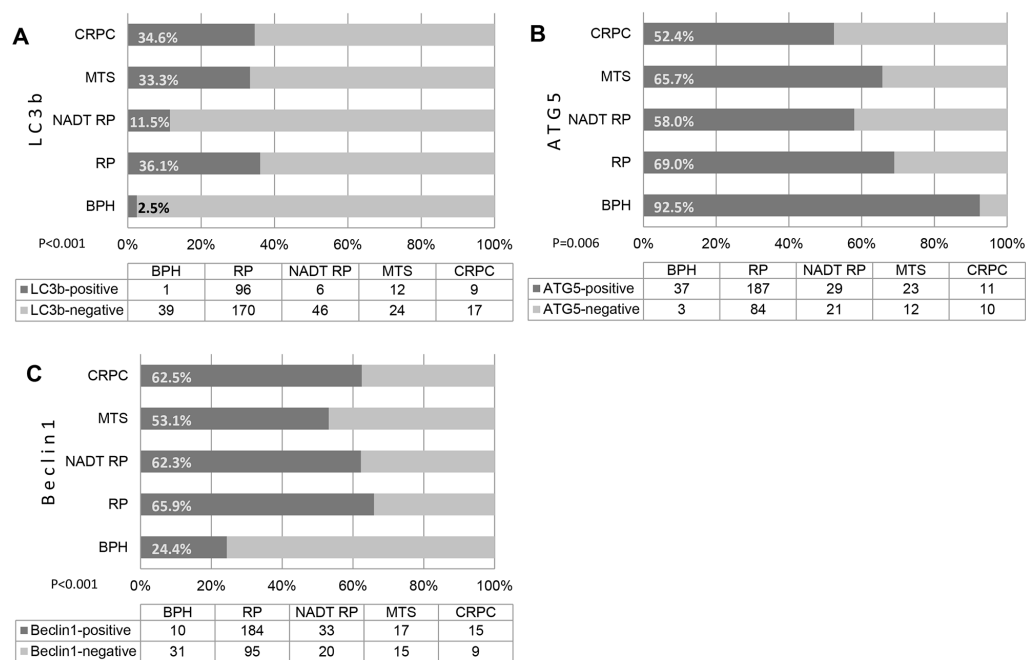 A
LC3b
CRPC 34.6%
MTS 33.3%
NADT RP 11.5%
RP 36.1%
BPH 2.5%
P<0.001 0% 20% 40% 60% 80% 100%
BPH RP NADT RP MTS CRPC
LC3b-positive 1 96 6 12 9
LC3b-negative 39 170 46 24 17
B
ATG5
CRPC 52.4%
MTS 65.7%
NADT RP 58.0%
RP 69.0%
BPH 92.5%
P=0.006 0% 20% 40% 60% 80% 100%
BPH RP NADT RP MTS CRPC
ATG5-positive 37 187 29 23 11
ATG5-negative 3 84 21 12 10
C
Beclin1
CRPC 62.5%
MTS 53.1%
NADT RP 62.3%
RP 65.9%
BPH 24.4%
P<0.001 0% 20% 40% 60% 80% 100%
BPH RP NADT RP MTS CRPC
Beclin1-positive 10 184 33 17 15
Beclin1-negative 31 95 20 15 9